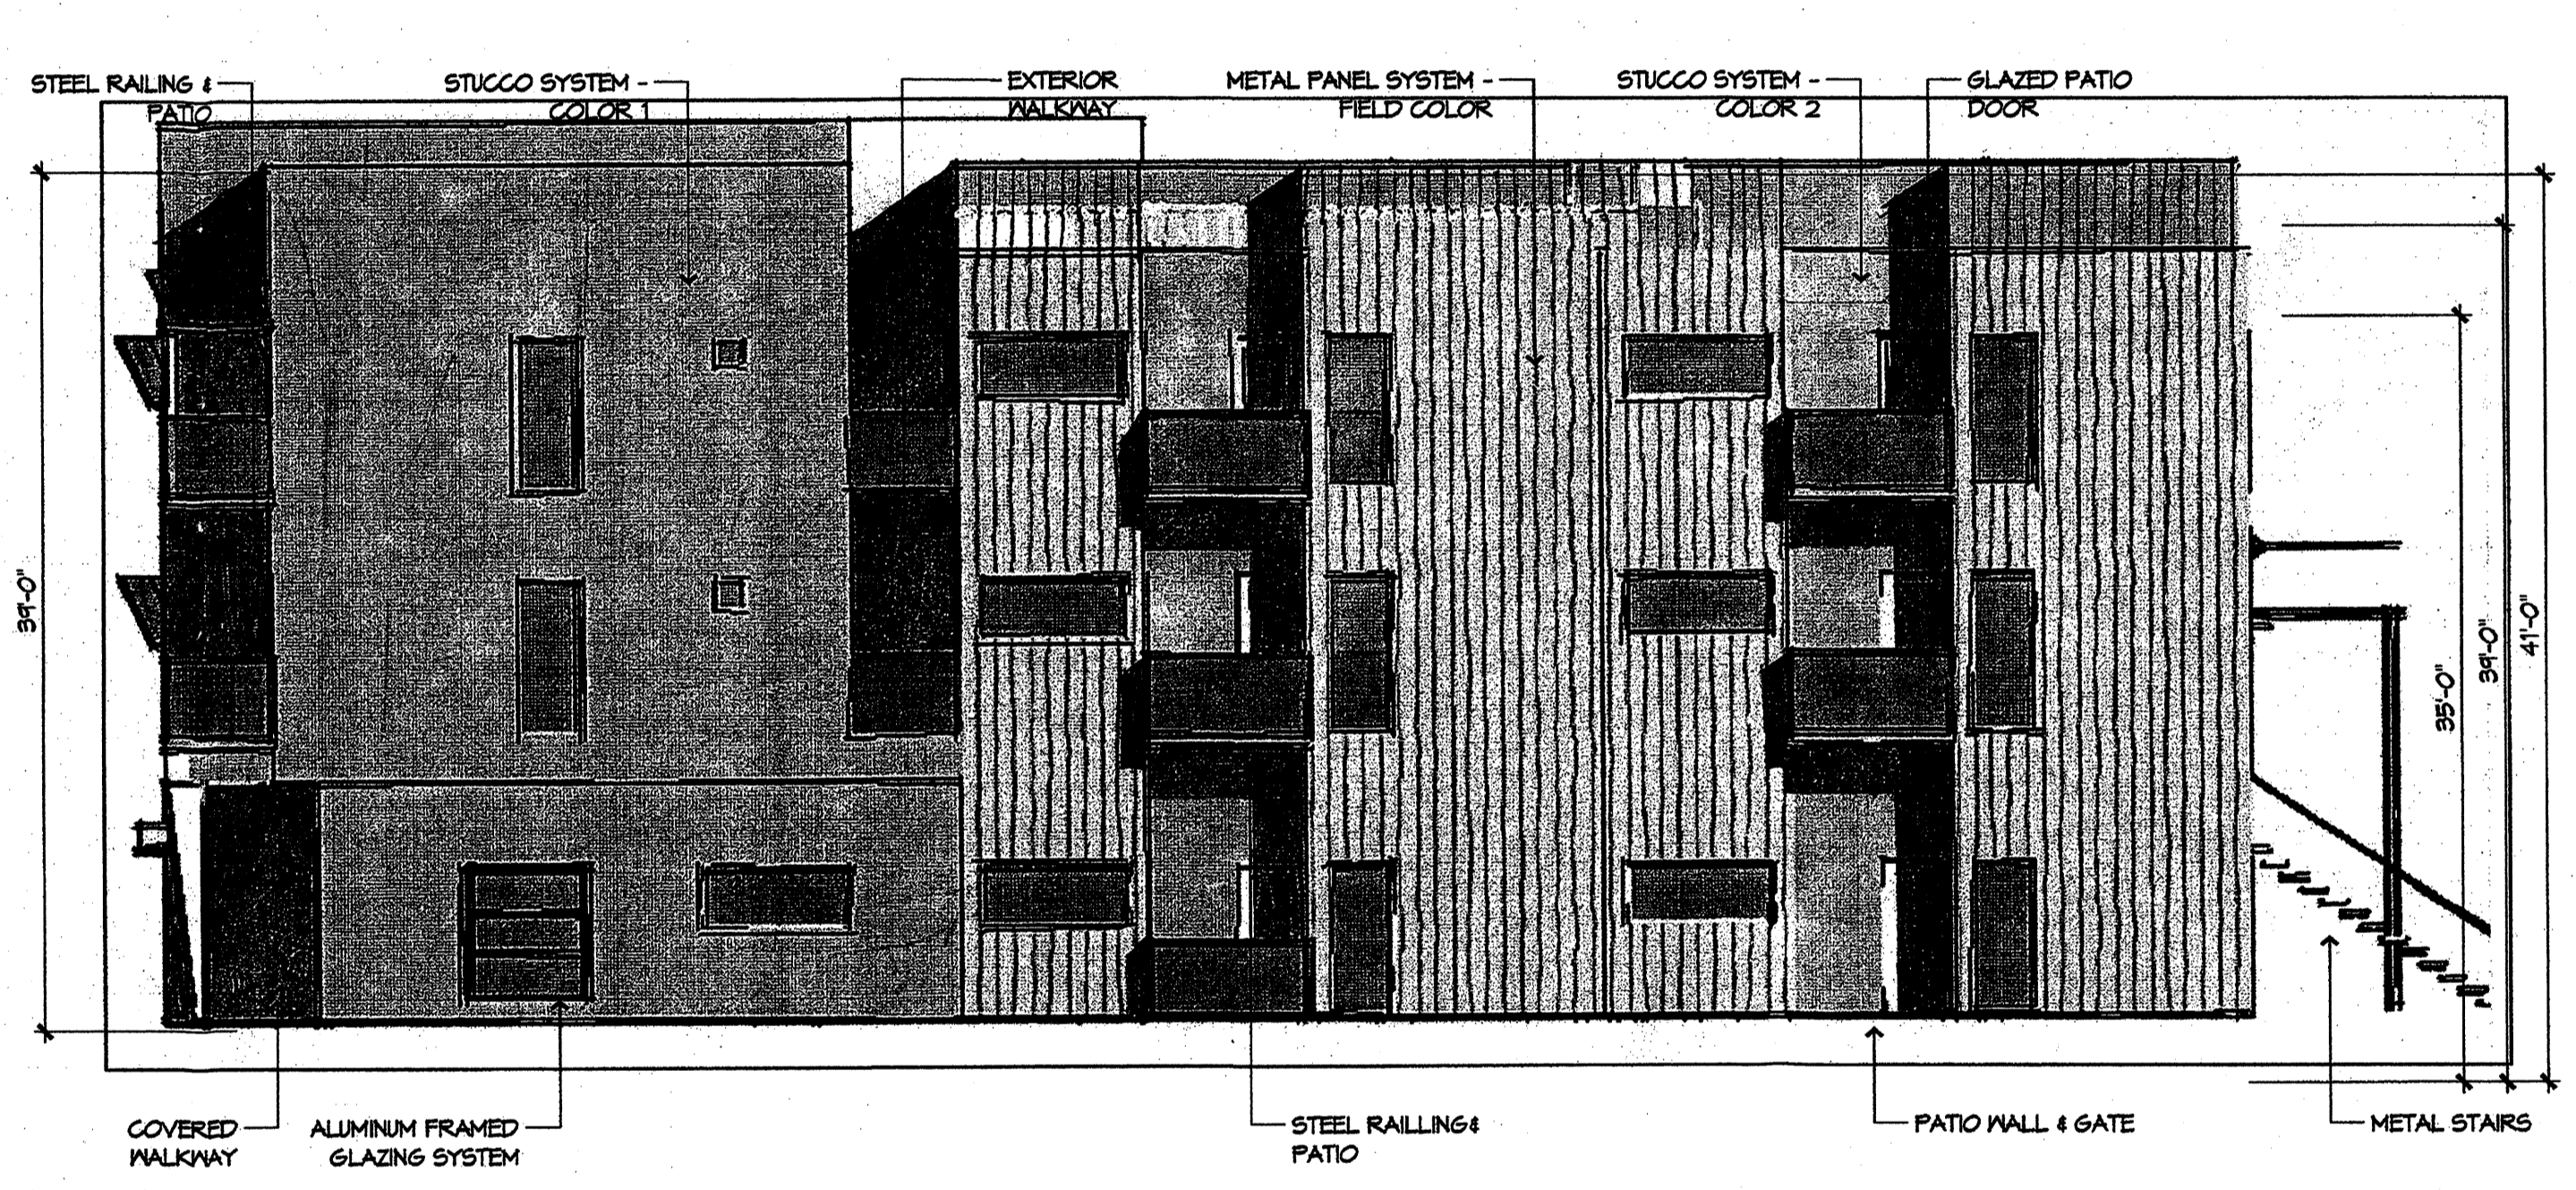 STEEL RAILING &
PATIO
STUCCO SYSTEM -
COLOR 1
EXTERIOR
WALKWAY
METAL PANEL SYSTEM -
FIELD COLOR
STUCCO SYSTEM -
COLOR 2
GLAZED PATIO
DOOR
39'-0"
35'-0"
39'-0"
41'-0"
COVERED
WALKWAY
ALUMINUM FRAMED
GLAZING SYSTEM
STEEL RAILLING&
PATIO
PATIO WALL & GATE
METAL STAIRS